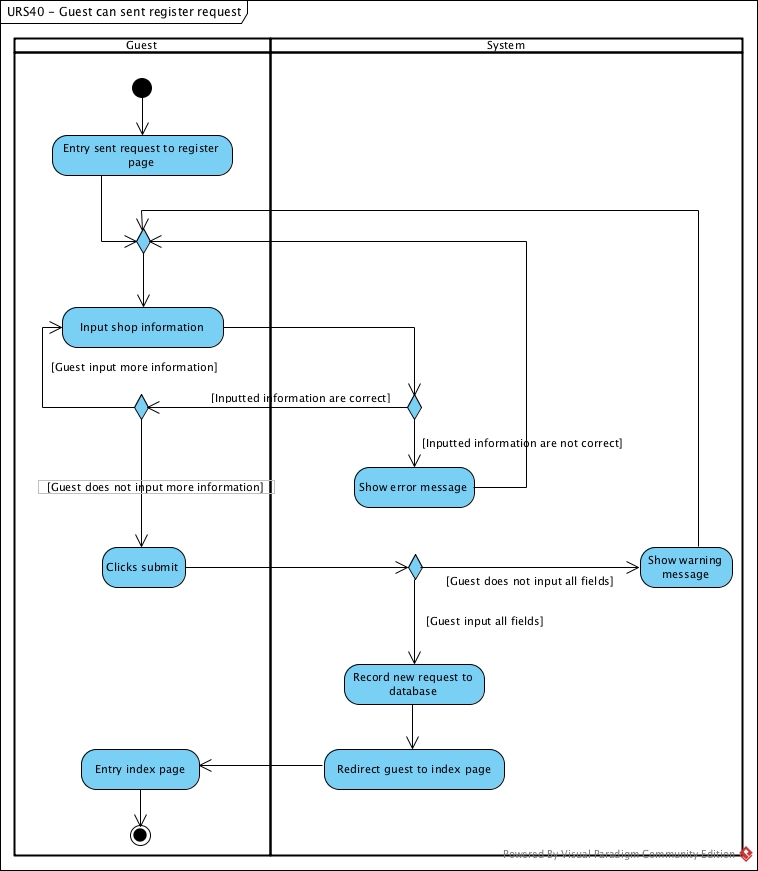 URS40 - Guest can sent register request
Guest
System
Entry sent request to register
page
Input shop information
[Guest input more information]
[Inputted information are correct]
[Inputted information are not correct]
[Guest does not input more information]
Show error message
Clicks submit
Show warning
message
[Guest does not input all fields]
[Guest input all fields]
Record new request to
database
Entry index page
Redirect guest to index page
Powered By Visual Paradigm Community Edition